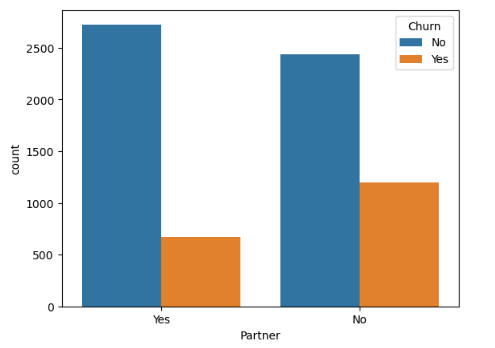 Churn
No
Yes
count
2500
2000
1500
1000
500
0
Yes No
Partner